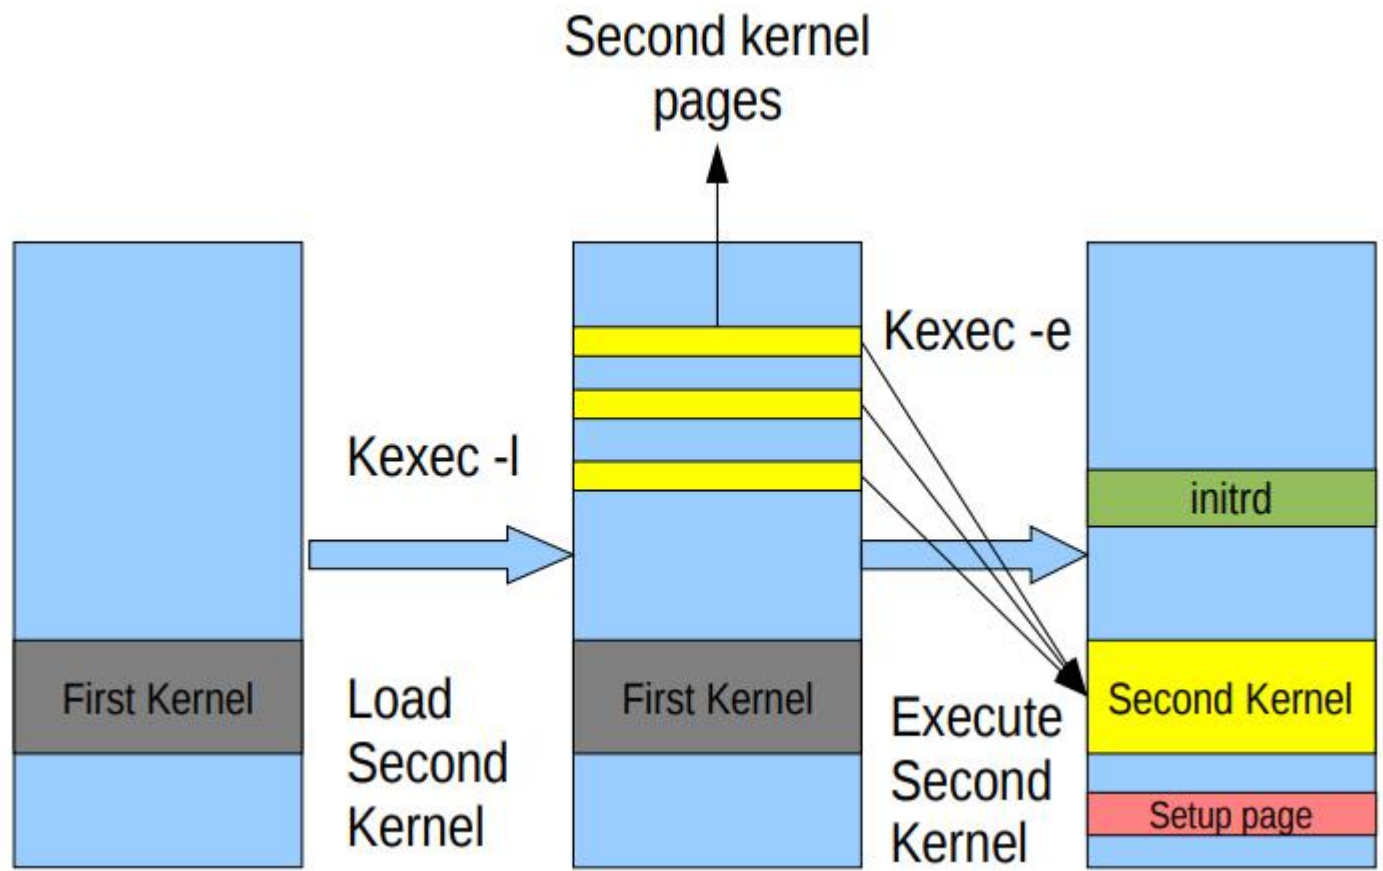 Second kernel
pages
Kexec -e
Kexec -l
initrd
First Kernel
Load
Second
Kernel
First Kernel
Execute
Second
Kernel
Second Kernel
Setup page